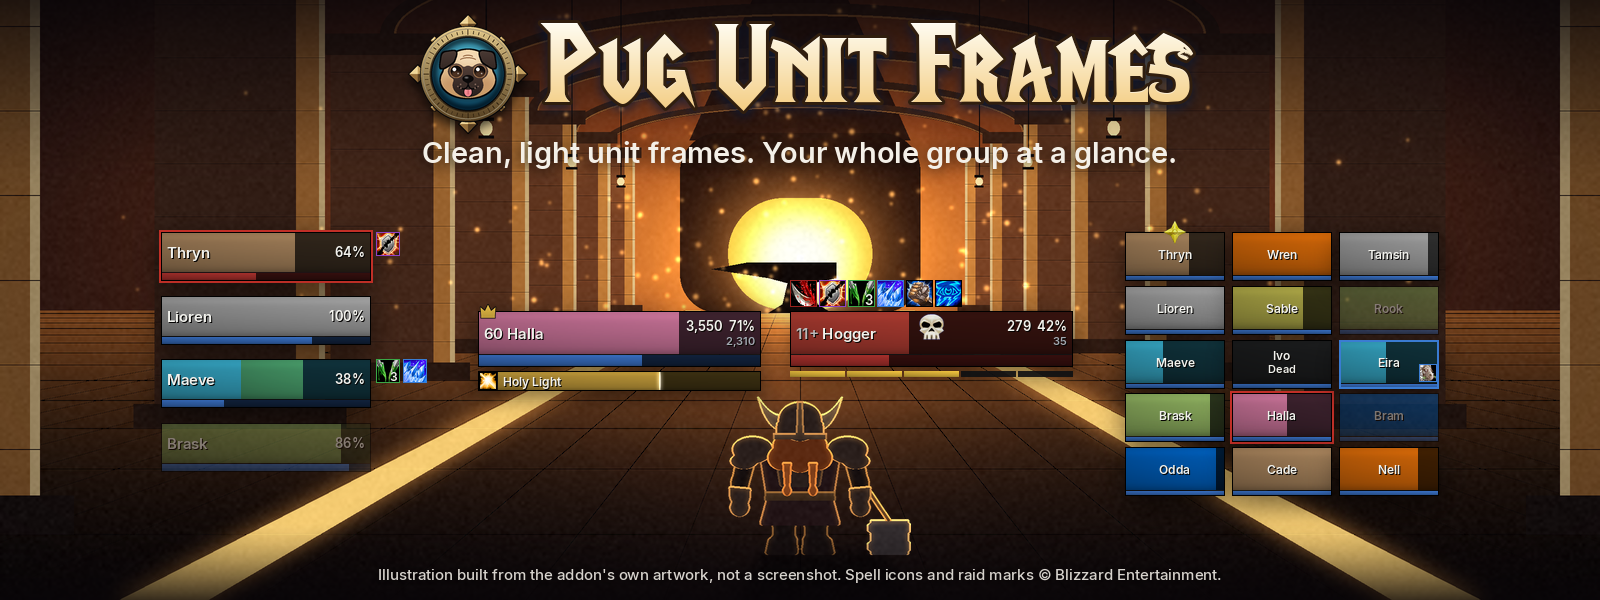 PUG UNIT FRAMES
Clean, light unit frames. Your whole group at a glance.
Thryn 64%
Lioren 100%
Maeve 38%
3
Brask 86%
60 Halla 3,550 71%
2,310
Holy Light
3
11+ Hogger 279 42%
35
Thryn Wren Tamsin
Lioren Sable Rook
Maeve Ivo Dead Eira
Brask Halla Bram
Odda Cade Nell
Illustration built from the addon's own artwork, not a screenshot. Spell icons and raid marks © Blizzard Entertainment.